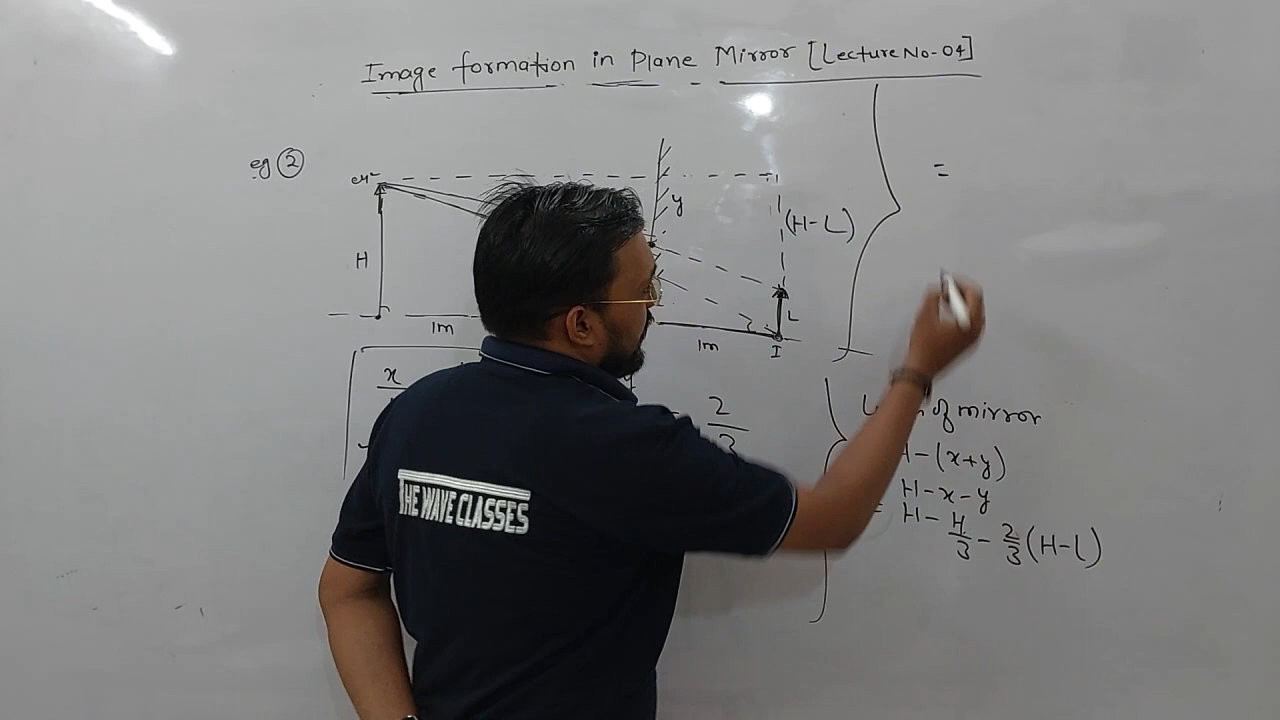 Image formation in Plane Mirror [Lecture No-04]
eg ②
=
y
(H-L)
H
L
1m
1m
I
x
2
3
of mirror
H-(x+y)
H-x-y
= H - H/3 - 2/3 (H-L)
THE WAVE CLASSES